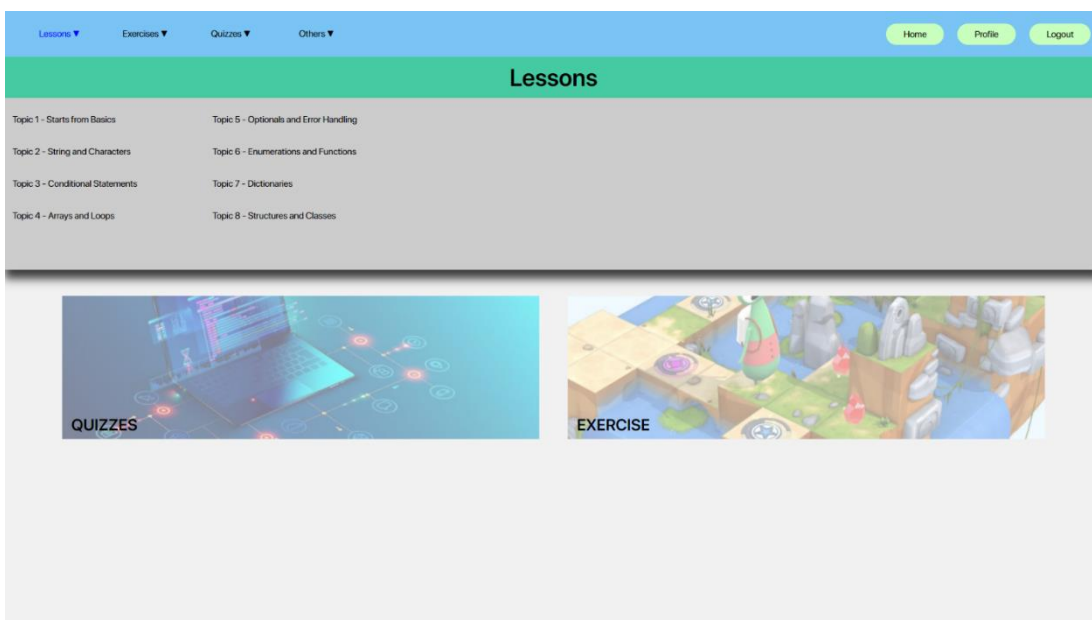 Lessons ▼ Exercises ▼ Quizzes ▼ Others ▼ Home Profile Logout
Lessons
Topic 1 - Starts from Basics
Topic 2 - String and Characters
Topic 3 - Conditional Statements
Topic 4 - Arrays and Loops
Topic 5 - Optionals and Error Handling
Topic 6 - Enumerations and Functions
Topic 7 - Dictionaries
Topic 8 - Structures and Classes
QUIZZES
EXERCISE